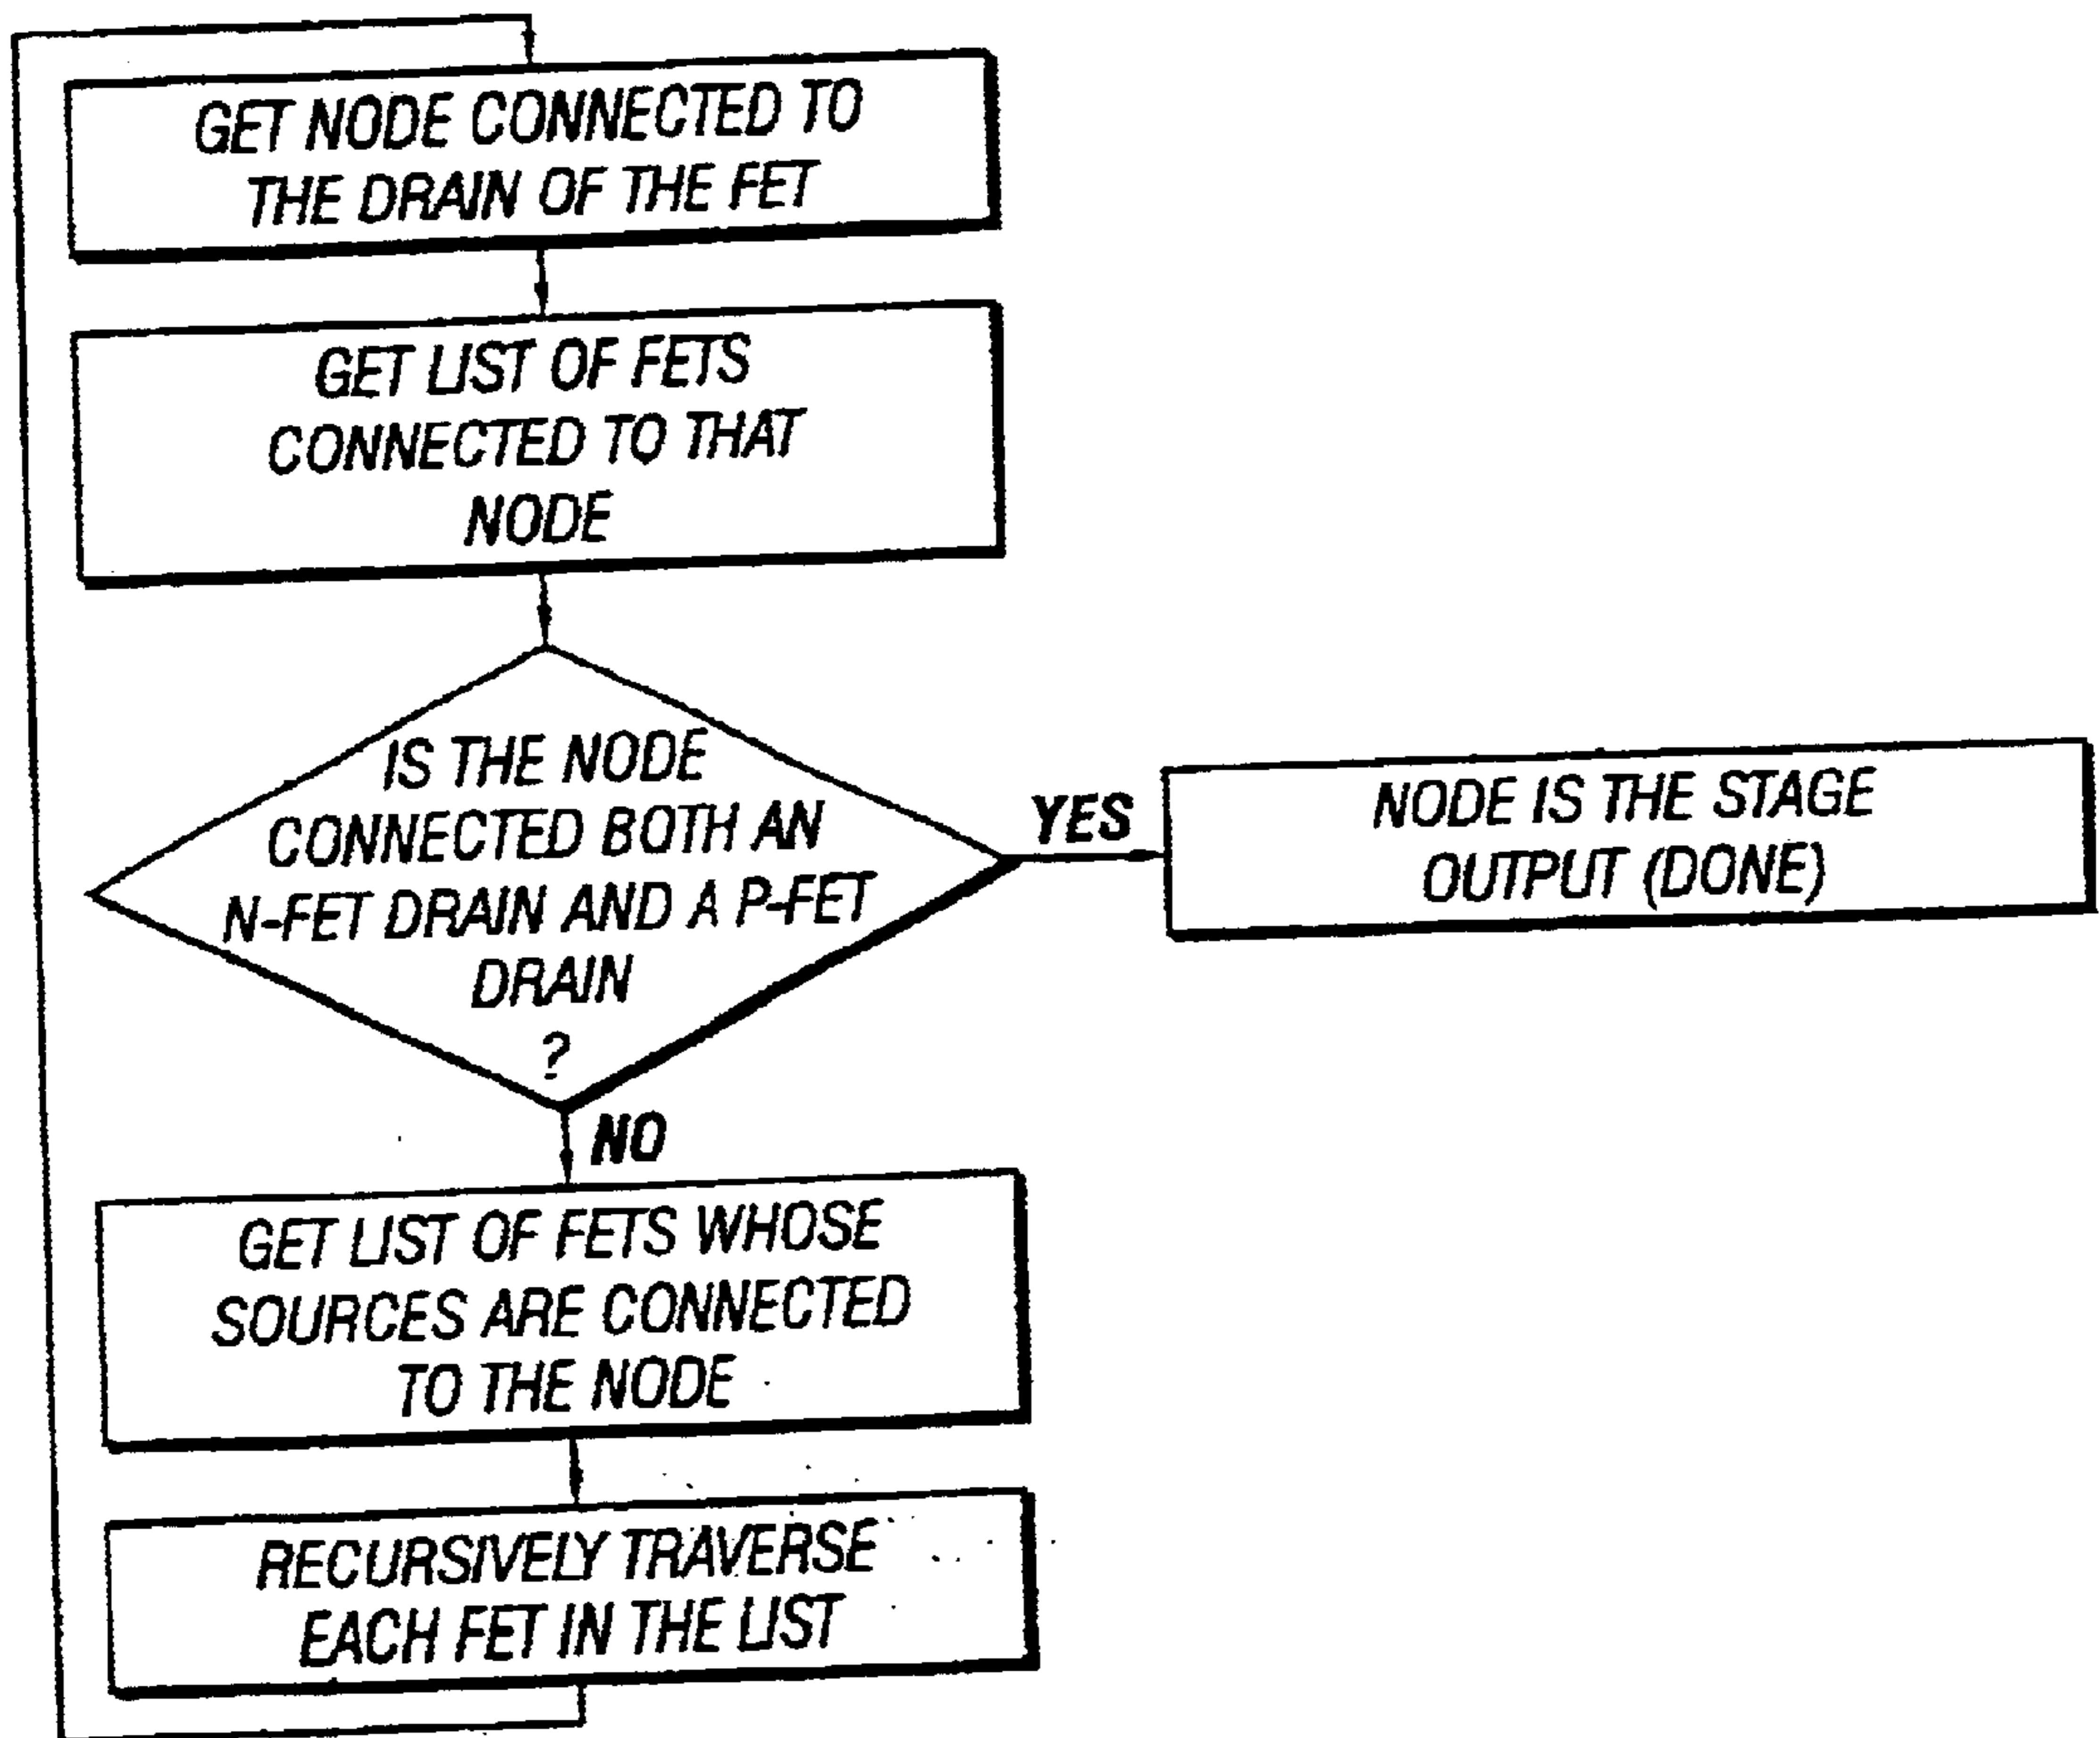 GET NODE CONNECTED TO
THE DRAIN OF THE FET
GET LIST OF FETS
CONNECTED TO THAT
NODE
IS THE NODE
CONNECTED BOTH AN
N-FET DRAIN AND A P-FET
DRAIN
?
YES
NODE IS THE STAGE
OUTPUT (DONE)
NO
GET LIST OF FETS WHOSE
SOURCES ARE CONNECTED
TO THE NODE
RECURSIVELY TRAVERSE
EACH FET IN THE LIST